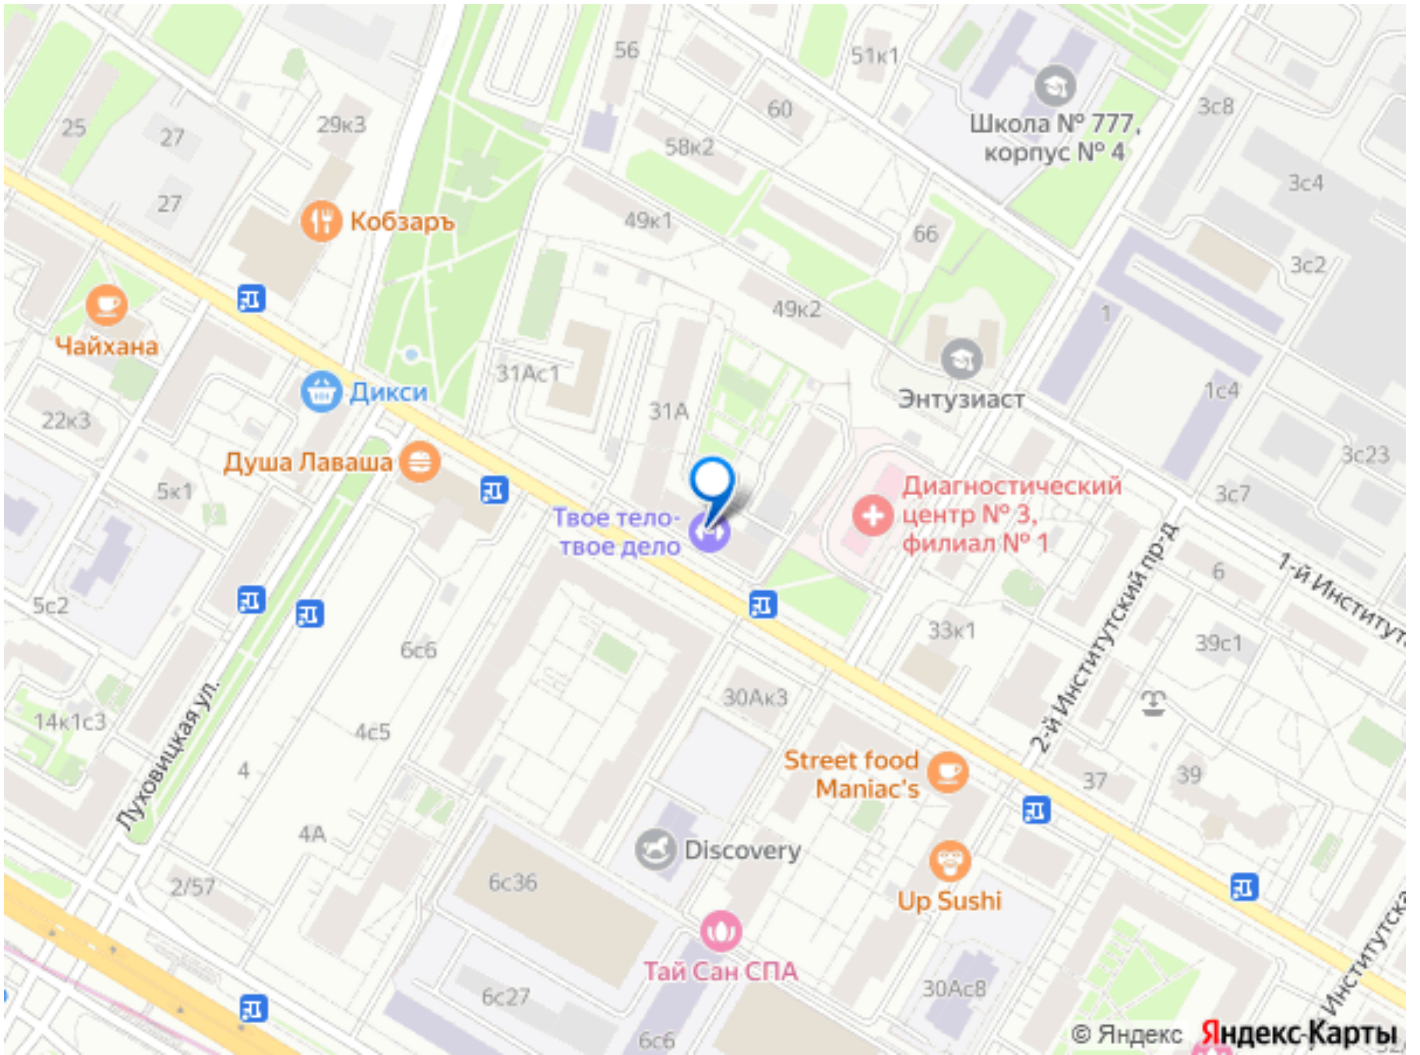 56
51к1
3с8
25
27
29к3
60
Школа № 777,
корпус № 4
58к2
3с4
27
Кобзаръ
49к1
66
3с2
49к2
1
Чайхана
31Ас1
Дикси
Энтузиаст
1с4
22к3
31А
3с23
Душа Лаваша
5к1
Диагностический
центр № 3,
филиал № 1
3с7
Твое тело-
твое дело
6
1-й Институтс
5с2
33к1
39с1
6с6
2-й Институтский пр-д
30Ак3
14к1с3
Луховицкая ул.
4с5
Street food
Maniac's
4
37
39
4А
Discovery
2/57
6с36
Up Sushi
Тай Сан СПА
30Ас8
Институтска
6с27
6с6
© Яндекс Яндекс Карты